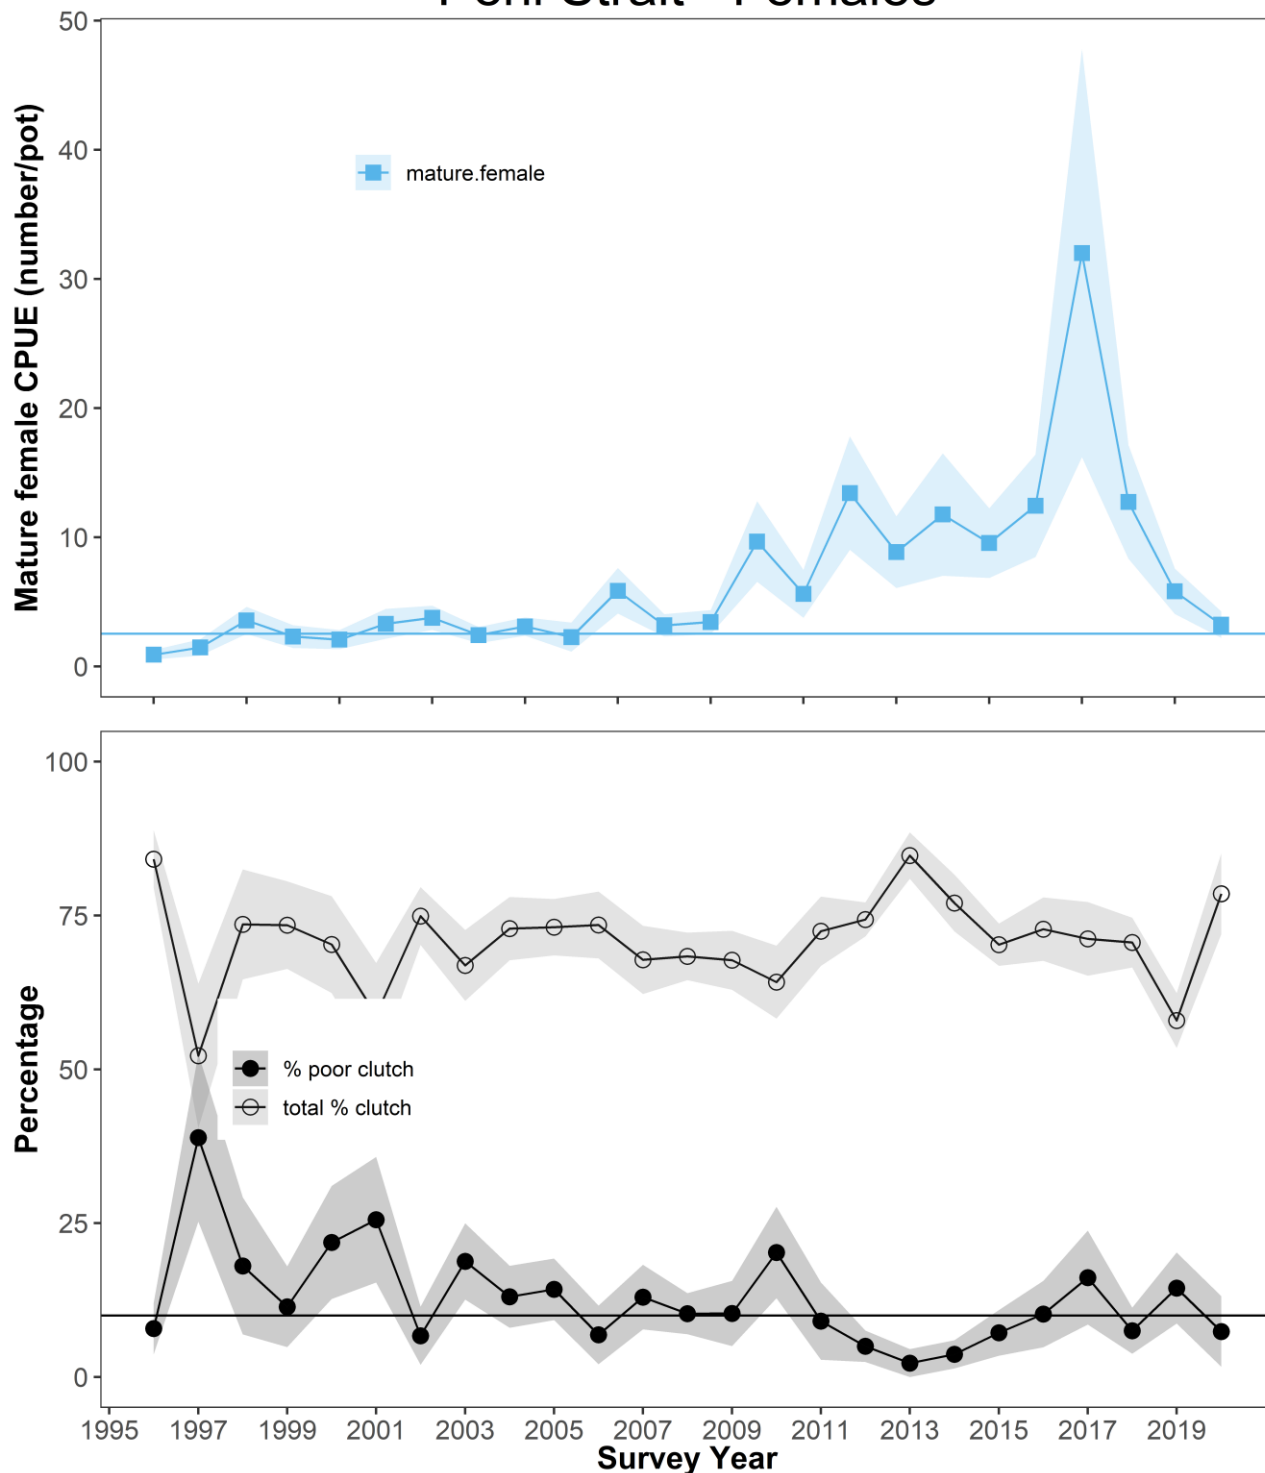 Strait - Females
50
40
30
20
10
0
Mature female CPUE (number/pot)
mature.female
100
75
50
25
0
Percentage
% poor clutch
total % clutch
1995 1997 1999 2001 2003 2005 2007 2009 2011 2013 2015 2017 2019
Survey Year